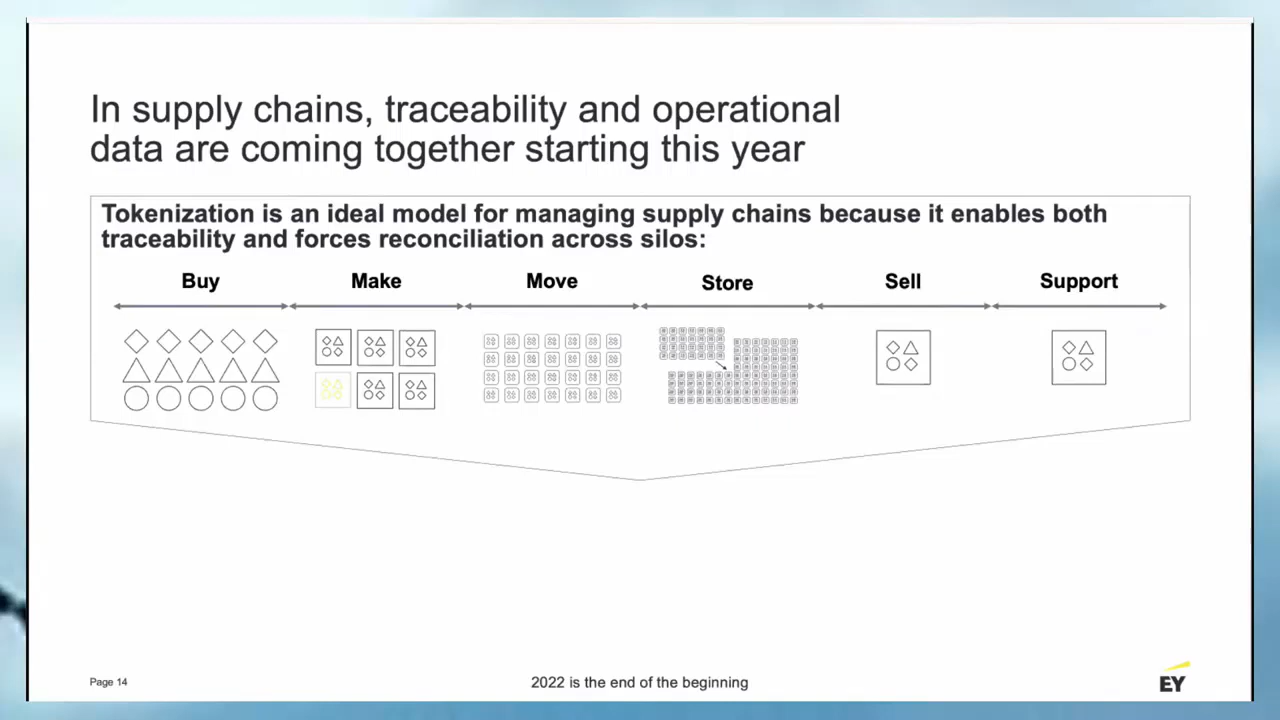 In supply chains, traceability and operational
data are coming together starting this year
Tokenization is an ideal model for managing supply chains because it enables both
traceability and forces reconciliation across silos:
Buy
Make
Move
Store
Sell
Support
Page 14
2022 is the end of the beginning
EY